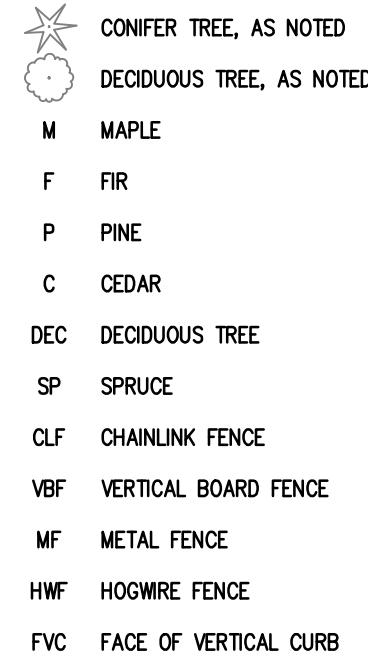 CONIFER TREE, AS NOTED
DECIDUOUS TREE, AS NOTED
M MAPLE
F FIR
P PINE
C CEDAR
DEC DECIDUOUS TREE
SP SPRUCE
CLF CHAINLINK FENCE
VBF VERTICAL BOARD FENCE
MF METAL FENCE
HWF HOGWIRE FENCE
FVC FACE OF VERTICAL CURB